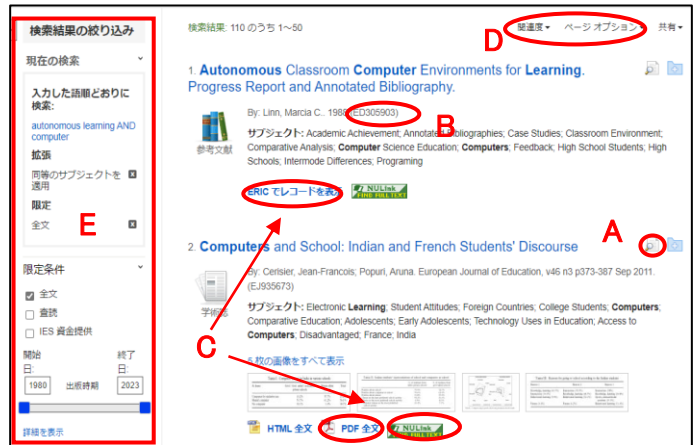 検索結果の絞り込み
現在の検索
入力した語順どおりに
検索:
autonomous learning AND
computer
拡張
同等のサブジェクトを
適用
限定
全文
E
限定条件
全文
査読
IES 資金提供
開始
日:
終了
日:
1980 出版時期 2023
詳細を表示
検索結果: 110 のうち 1～50
D
関連度 ページ オプション 共有
1. Autonomous Classroom Computer Environments for Learning.
Progress Report and Annotated Bibliography.
参考文献
By: Linn, Marcia C.. 1988 (ED305903)
B
サブジェクト: Academic Achievement; Annotated Bibliographies; Case Studies; Classroom Environment;
Comparative Analysis; Computer Science Education; Computers; Feedback; High School Students; High
Schools; Intermode Differences; Programing
ERIC でレコードを表示
NULink
FIND FULL TEXT
2. Computers and School: Indian and French Students' Discourse
A
学術誌
By: Cerisier, Jean-Francois; Popuri, Aruna. European Journal of Education, v46 n3 p373-387 Sep 2011.
(EJ935673)
サブジェクト: Electronic Learning; Student Attitudes; Foreign Countries; College Students; Computers;
Comparative Education; Adolescents; Early Adolescents; Technology Uses in Education; Access to
Computers; Disadvantaged; France; India
C
5 枚の画像をすべて表示
HTML 全文
PDF 全文
NULink